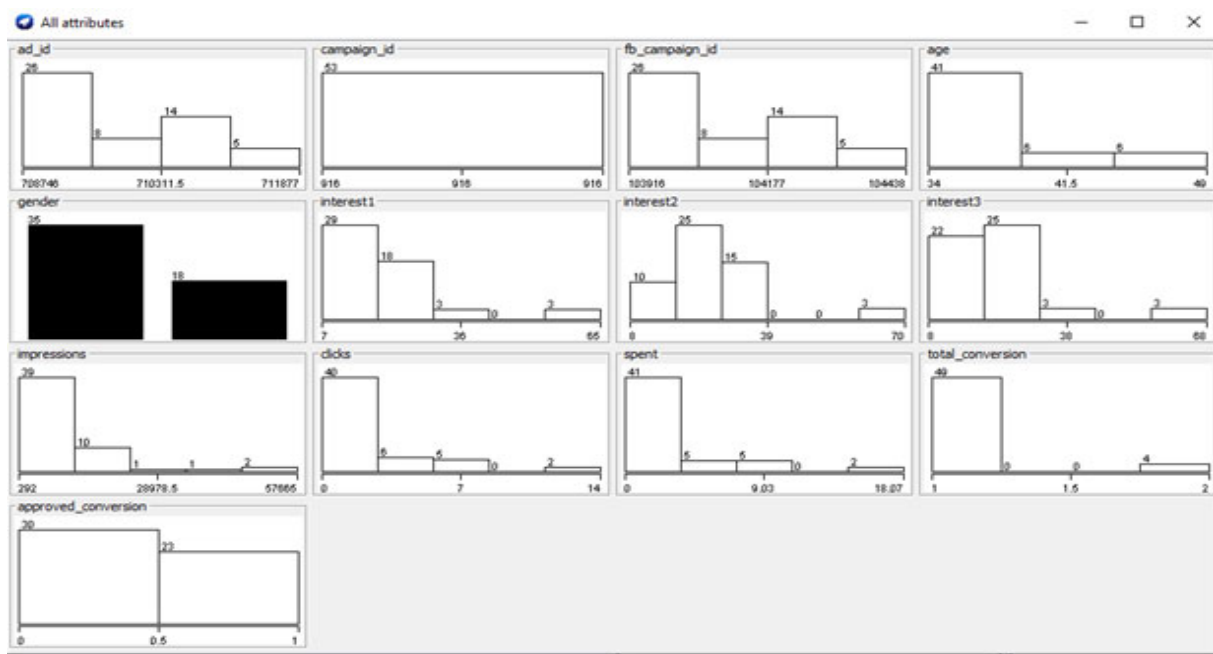 All attributes
ad_id campaign_id fb_campaign_id age
26 53 26 41
8 14 5 8 14 5 6 6
708746 710311.5 711877 916 916 916 103916 104177 104438 34 41.5 49
gender interest1 interest2 interest3
35 18 29 18 3 0 3 10 25 15 0 0 3 22 25 3 0 3
7 36 65 8 39 70 8 38 68
impressions clicks spent total_conversion
39 10 1 1 2 40 6 5 0 2 41 5 5 0 2 49 0 0 4
292 28978.5 57665 0 7 14 0 9.03 18.07 1 1.5 2
approved_conversion
30 23
0 0.5 1